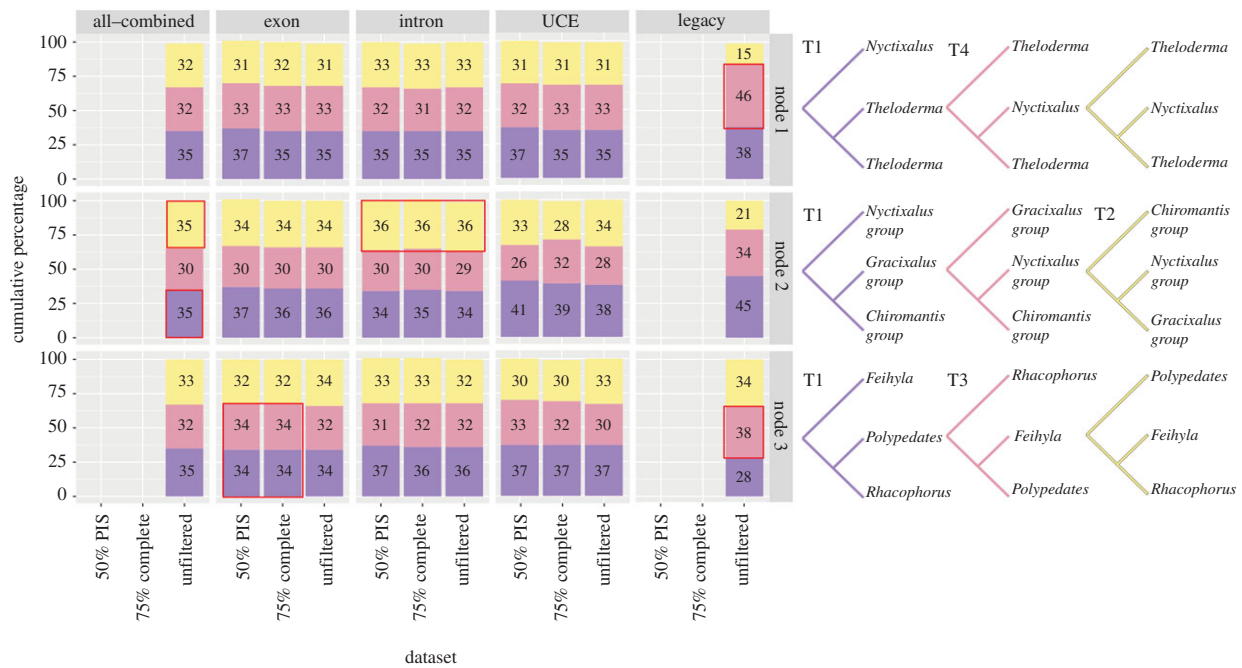 all–combined exon intron UCE legacy
100 32 31 32 31 33 33 33 31 31 31 15
75
50 32 33 33 33 32 31 32 32 33 33 46
25 35 37 35 35 35 35 35 37 35 35 38
0
node 1
T1 Nyctixalus T4 Theloderma Theloderma
Theloderma Nyctixalus Nyctixalus
Theloderma Theloderma Theloderma
cumulative percentage
100 35 34 34 34 36 36 36 33 28 34 21
75
50 30 30 30 30 30 30 29 26 32 28 34
25 35 37 36 36 34 35 34 41 39 38 45
0
node 2
T1 Nyctixalus Gracixalus T2 Chiromantis
group group group
Gracixalus Nyctixalus Nyctixalus
group group group
Chiromantis Chiromantis Gracixalus
group group group
100 33 32 32 34 33 33 32 30 30 33 34
75
50 32 34 34 32 31 32 32 33 32 30 38
25 35 34 34 34 37 36 36 37 37 37 28
0
node 3
T1 Feihyla T3 Rhacophorus Polypedates
Polypedates Feihyla Feihyla
Rhacophorus Polypedates Rhacophorus
50% PIS
75% complete
unfiltered
50% PIS
75% complete
unfiltered
50% PIS
75% complete
unfiltered
50% PIS
75% complete
unfiltered
50% PIS
75% complete
unfiltered
dataset